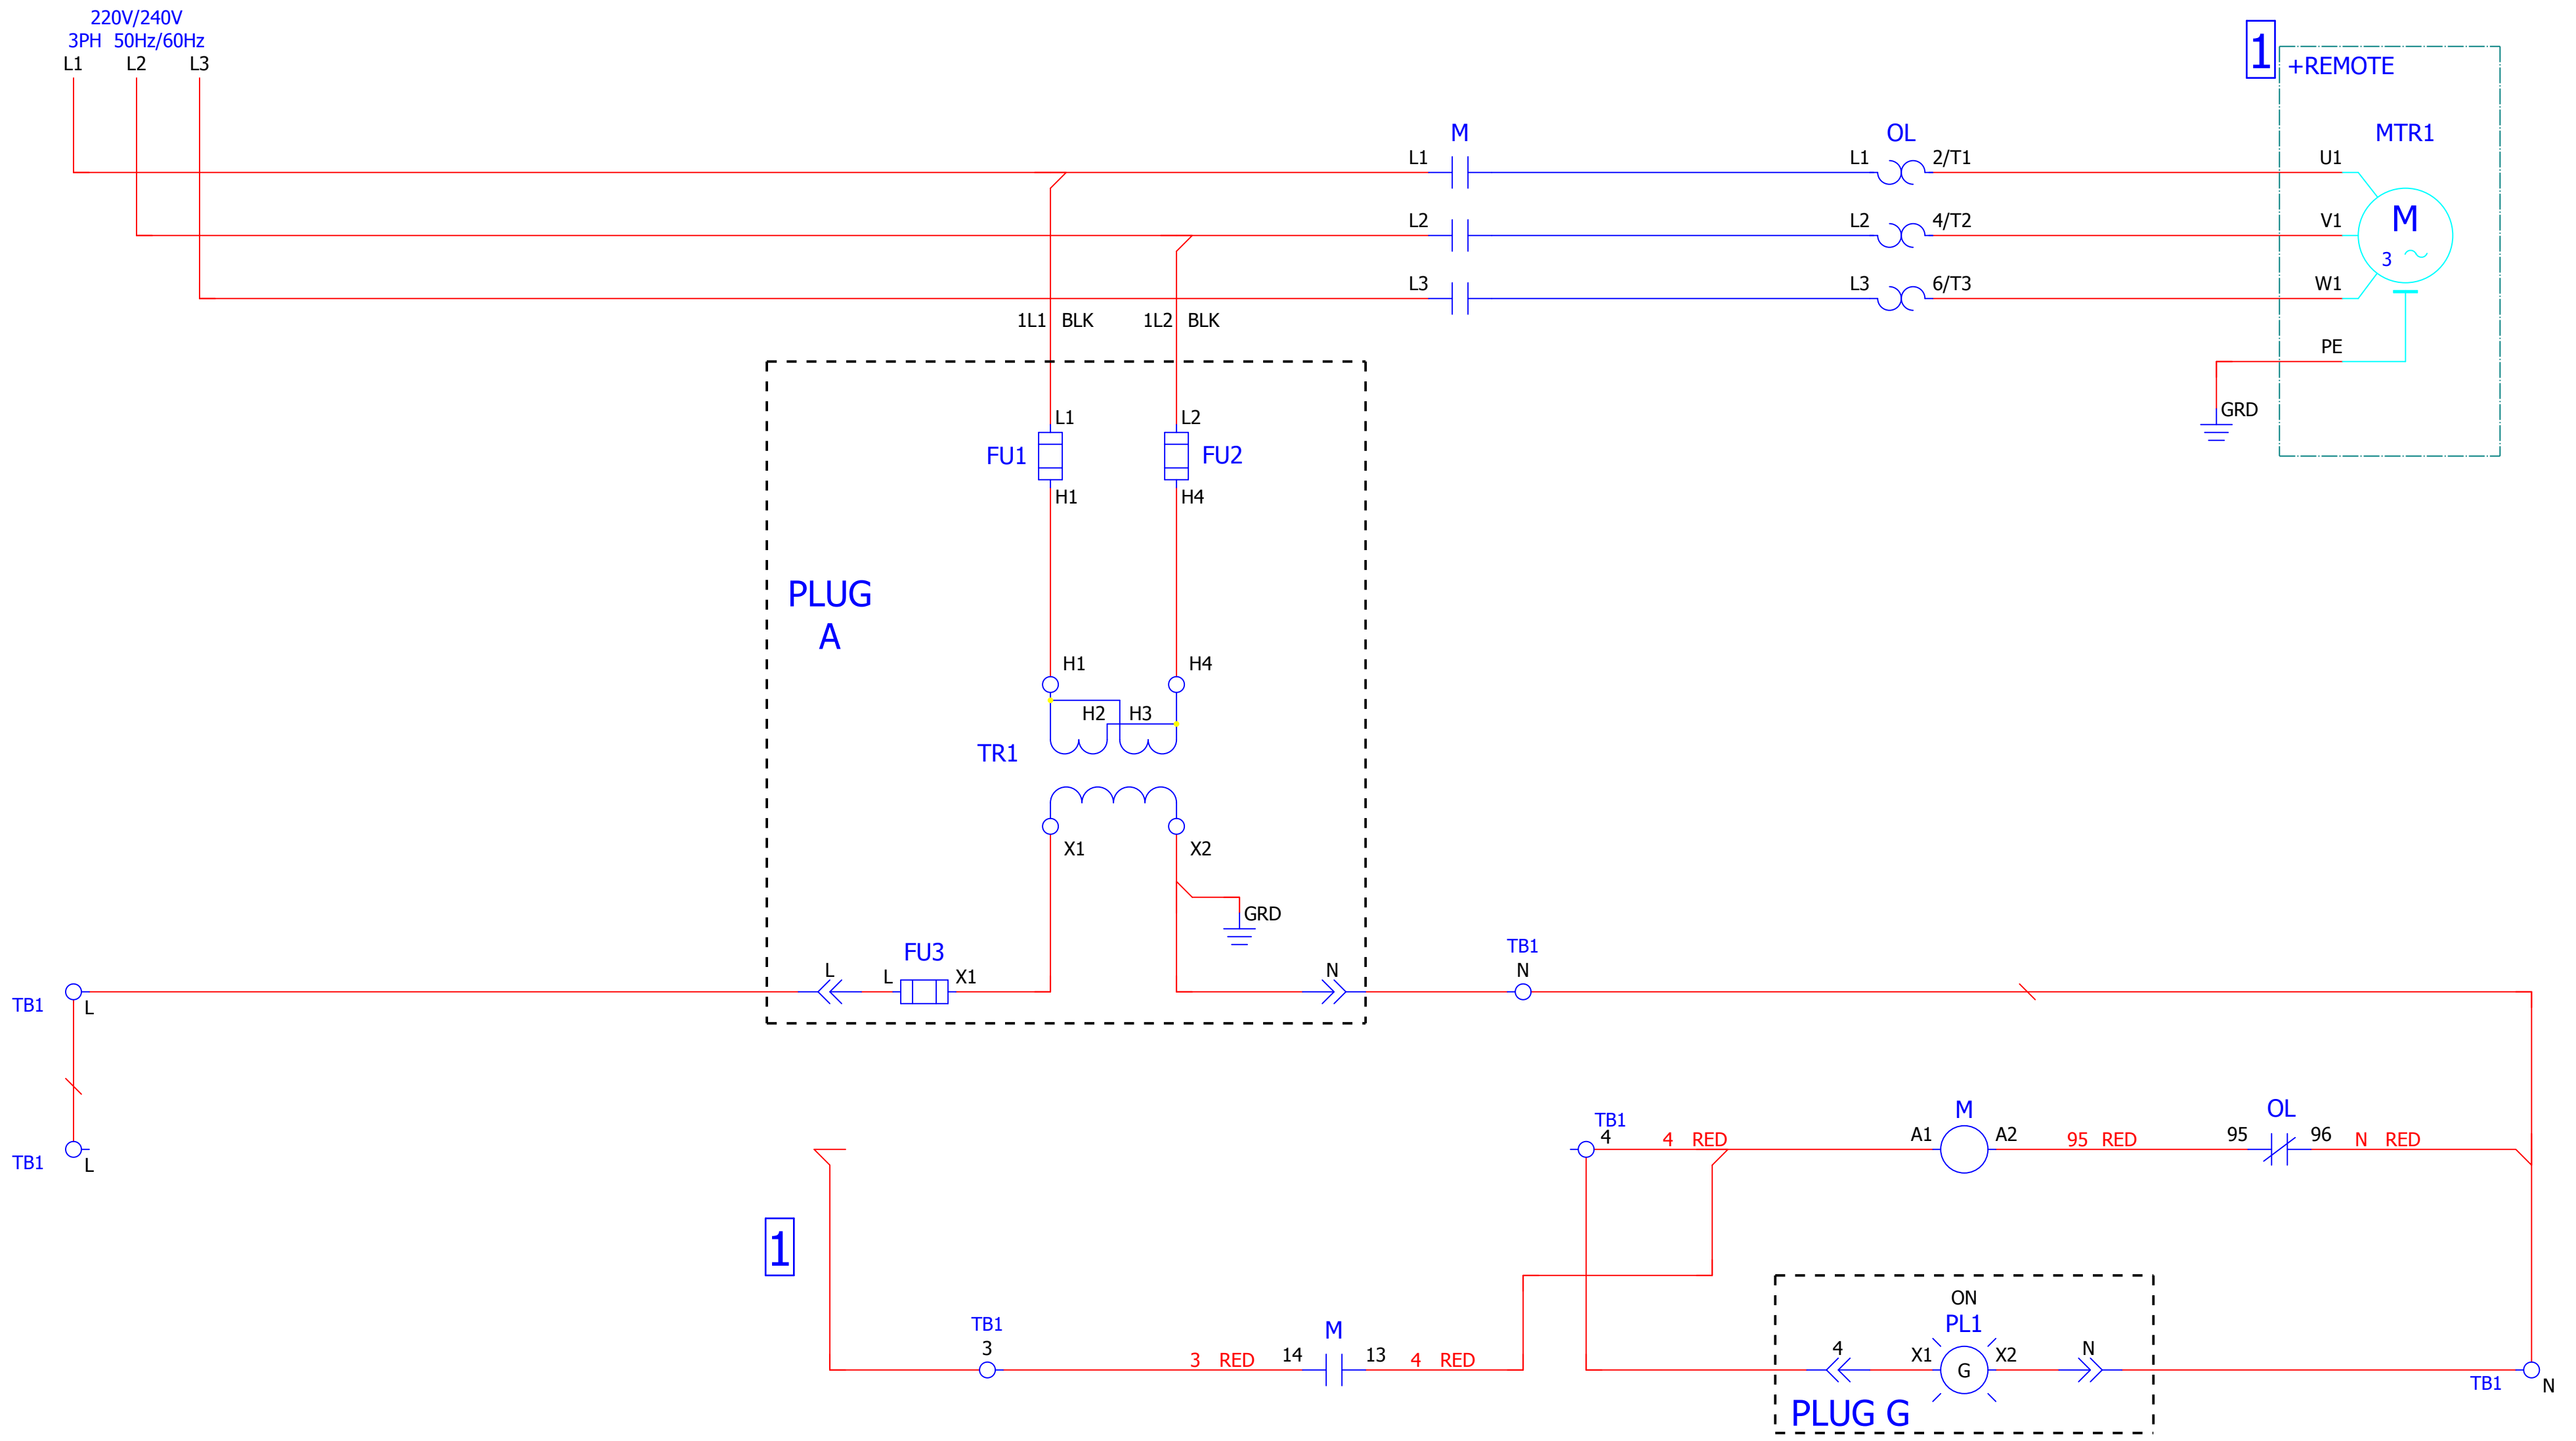 220V/240V
3PH 50Hz/60Hz
L1 L2 L3
1
+REMOTE
M OL MTR1
L1 L1 2/T1 U1
L2 L2 4/T2 V1
M
3
L3 L3 6/T3 W1
1L1 BLK 1L2 BLK
PE
GRD
L1 L2
FU1 FU2
H1 H4
PLUG
A
H1 H4
H2 H3
TR1
X1 X2
GRD
FU3
L L X1 N
TB1
N
TB1 L
TB1
4
4 RED
M
A1 A2
95 RED
OL
95 96
N RED
TB1 L
1
TB1
3
3 RED
M
14 13
4 RED
ON
PL1
4 X1 G X2 N
PLUG G
TB1 N